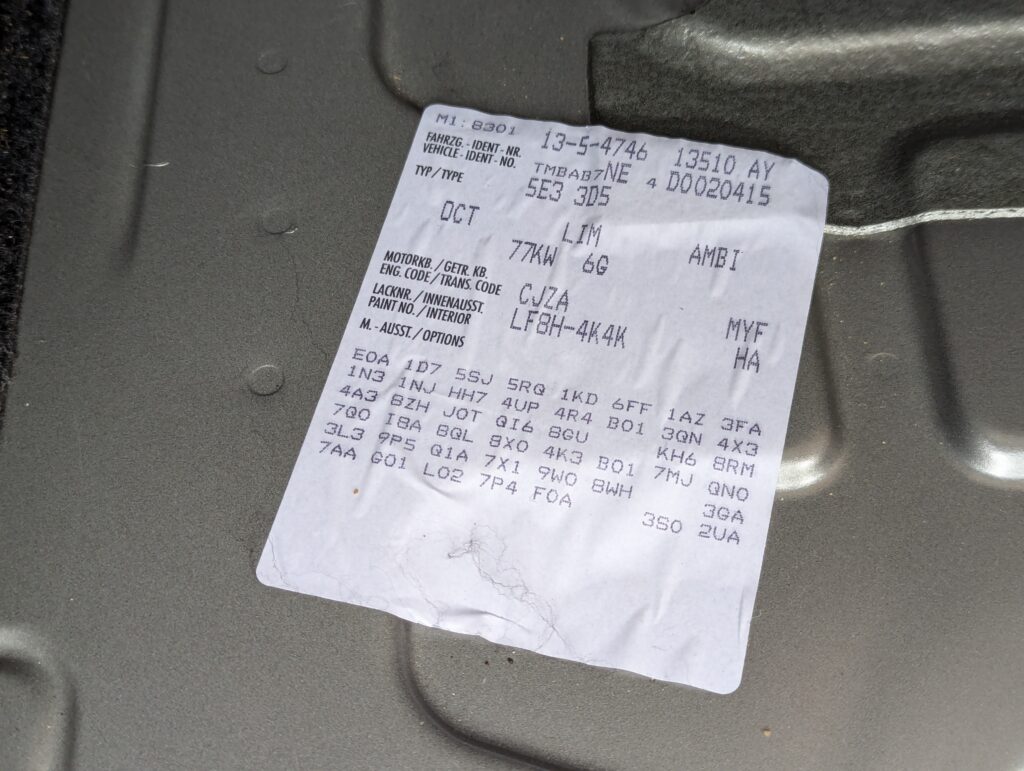 M1: 8301 13-5-4746 13510 AY
FAHRZG. - IDENT - NR.
VEHICLE - IDENT - NO. TMBAB7NE 4 D0020415
TYP / TYPE 5E3 3D5
OCT LIM
77KW 6G AMBI
MOTORKB. / GETR. KB.
ENG. CODE / TRANS. CODE CJZA MYF
LACKNR. / INNENAUSST.
PAINT NO. / INTERIOR LF8H-4K4K HA
M. - AUSST. / OPTIONS
E0A 1D7 5SJ 5RQ 1KD 6FF 1AZ 3FA
1N3 1NJ HH7 4UP 4R4 B01 3QN 4X3
4A3 8ZH J0T QI6 8GU KH6 8RM
7Q0 I8A 8QL 8X0 4K3 B01 7MJ QN0
3L3 9P5 Q1A 7X1 9W0 8WH 3GA
7AA G01 L02 7P4 F0A 3S0 2UA